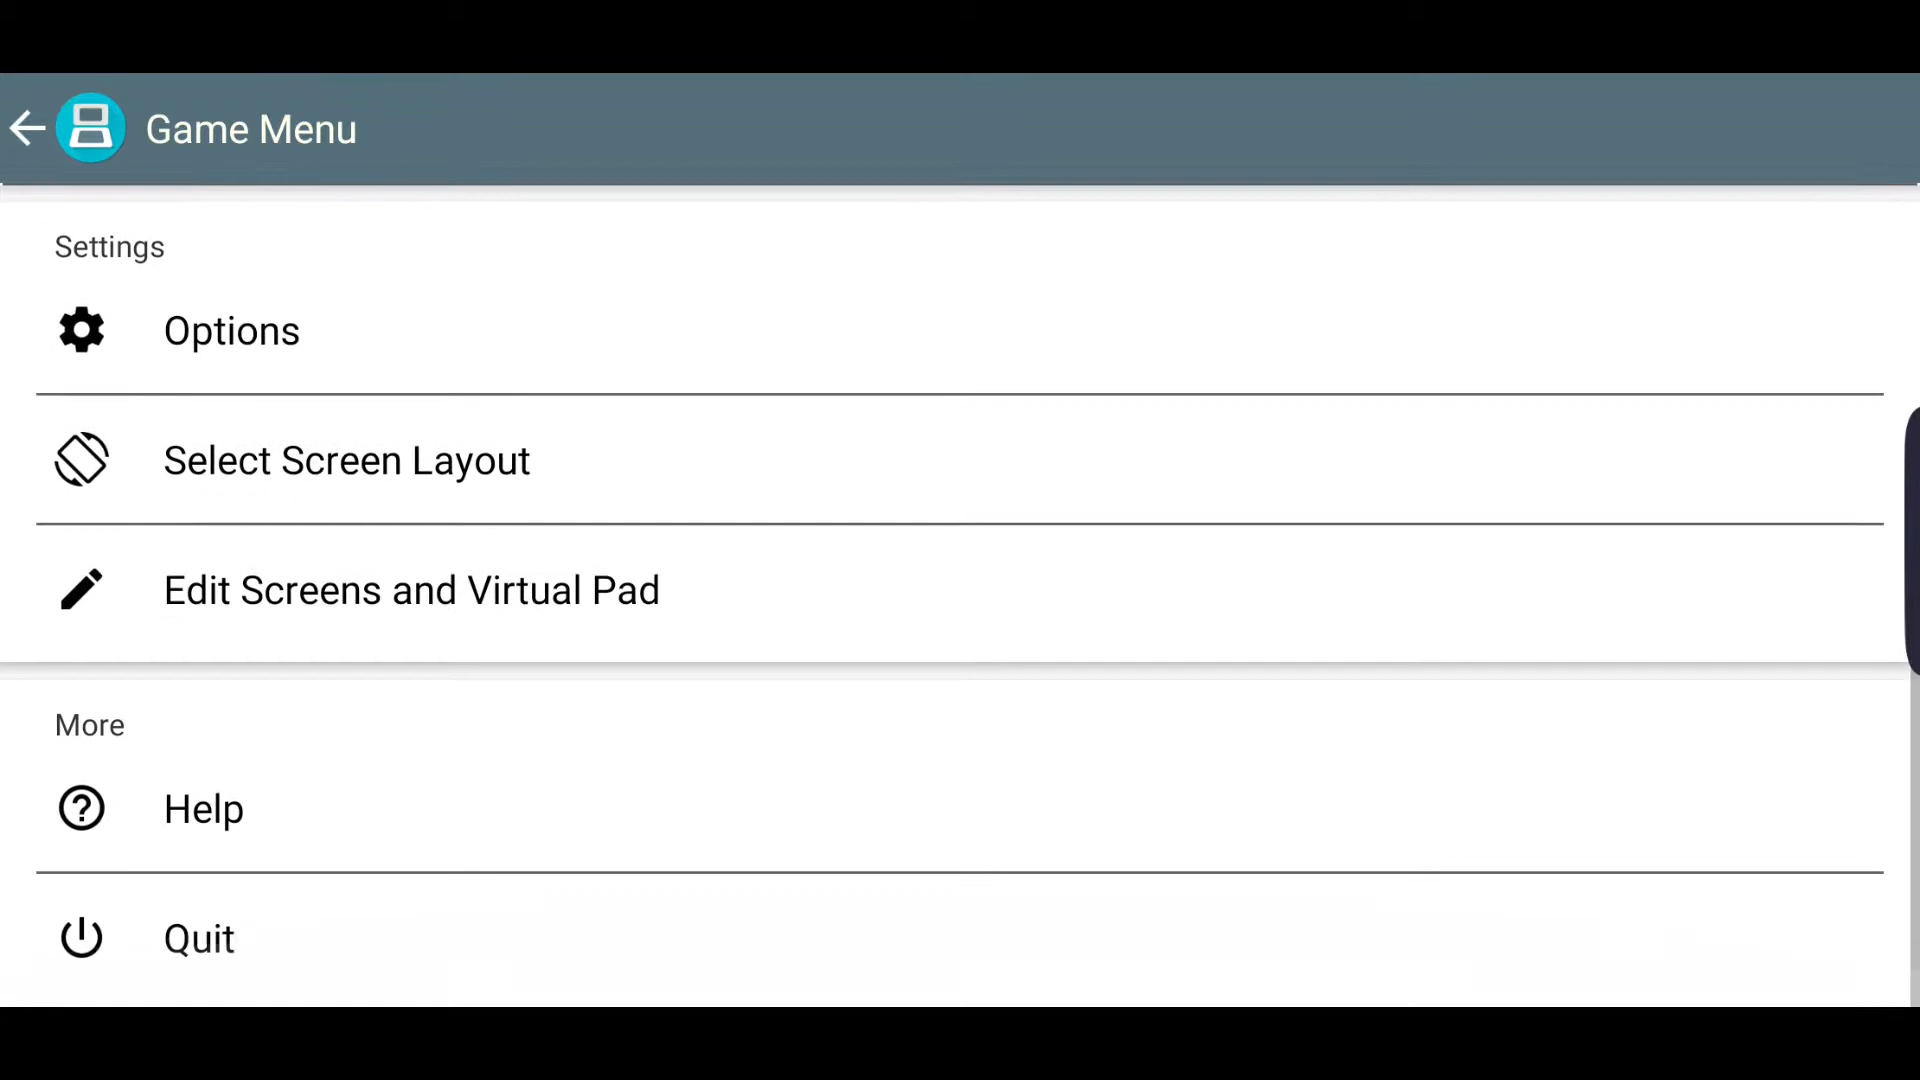 Game Menu
Settings
Options
Select Screen Layout
Edit Screens and Virtual Pad
More
Help
Quit